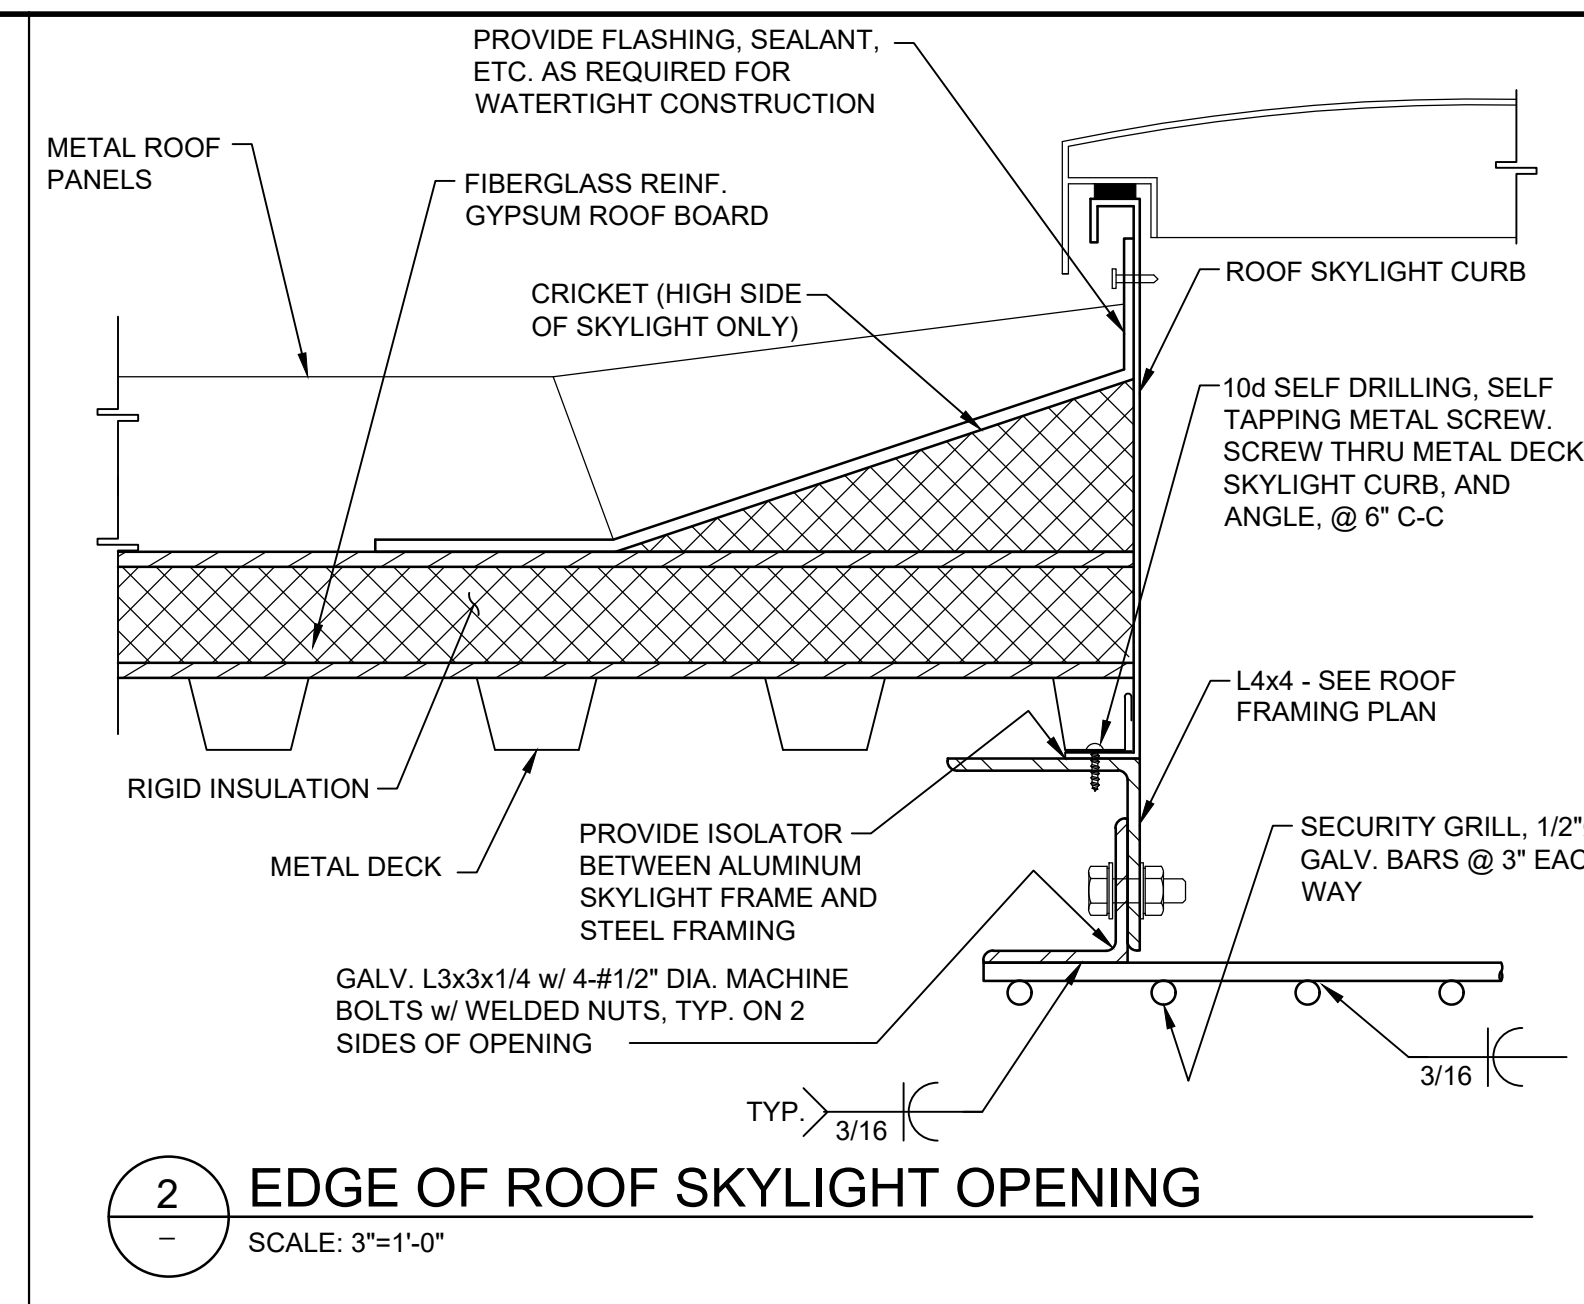 PROVIDE FLASHING, SEALANT,
ETC. AS REQUIRED FOR
WATERTIGHT CONSTRUCTION
METAL ROOF
PANELS
FIBERGLASS REINF.
GYPSUM ROOF BOARD
CRICKET (HIGH SIDE
OF SKYLIGHT ONLY)
ROOF SKYLIGHT CURB
10d SELF DRILLING, SELF
TAPPING METAL SCREW.
SCREW THRU METAL DECK
SKYLIGHT CURB, AND
ANGLE, @ 6" C-C
L4x4 - SEE ROOF
FRAMING PLAN
RIGID INSULATION
METAL DECK
PROVIDE ISOLATOR
BETWEEN ALUMINUM
SKYLIGHT FRAME AND
STEEL FRAMING
SECURITY GRILL, 1/2"
GALV. BARS @ 3" EAC
WAY
GALV. L3x3x1/4 w/ 4-#1/2" DIA. MACHINE
BOLTS w/ WELDED NUTS, TYP. ON 2
SIDES OF OPENING
3/16
TYP.
3/16
2
–
EDGE OF ROOF SKYLIGHT OPENING
SCALE: 3"=1'-0"